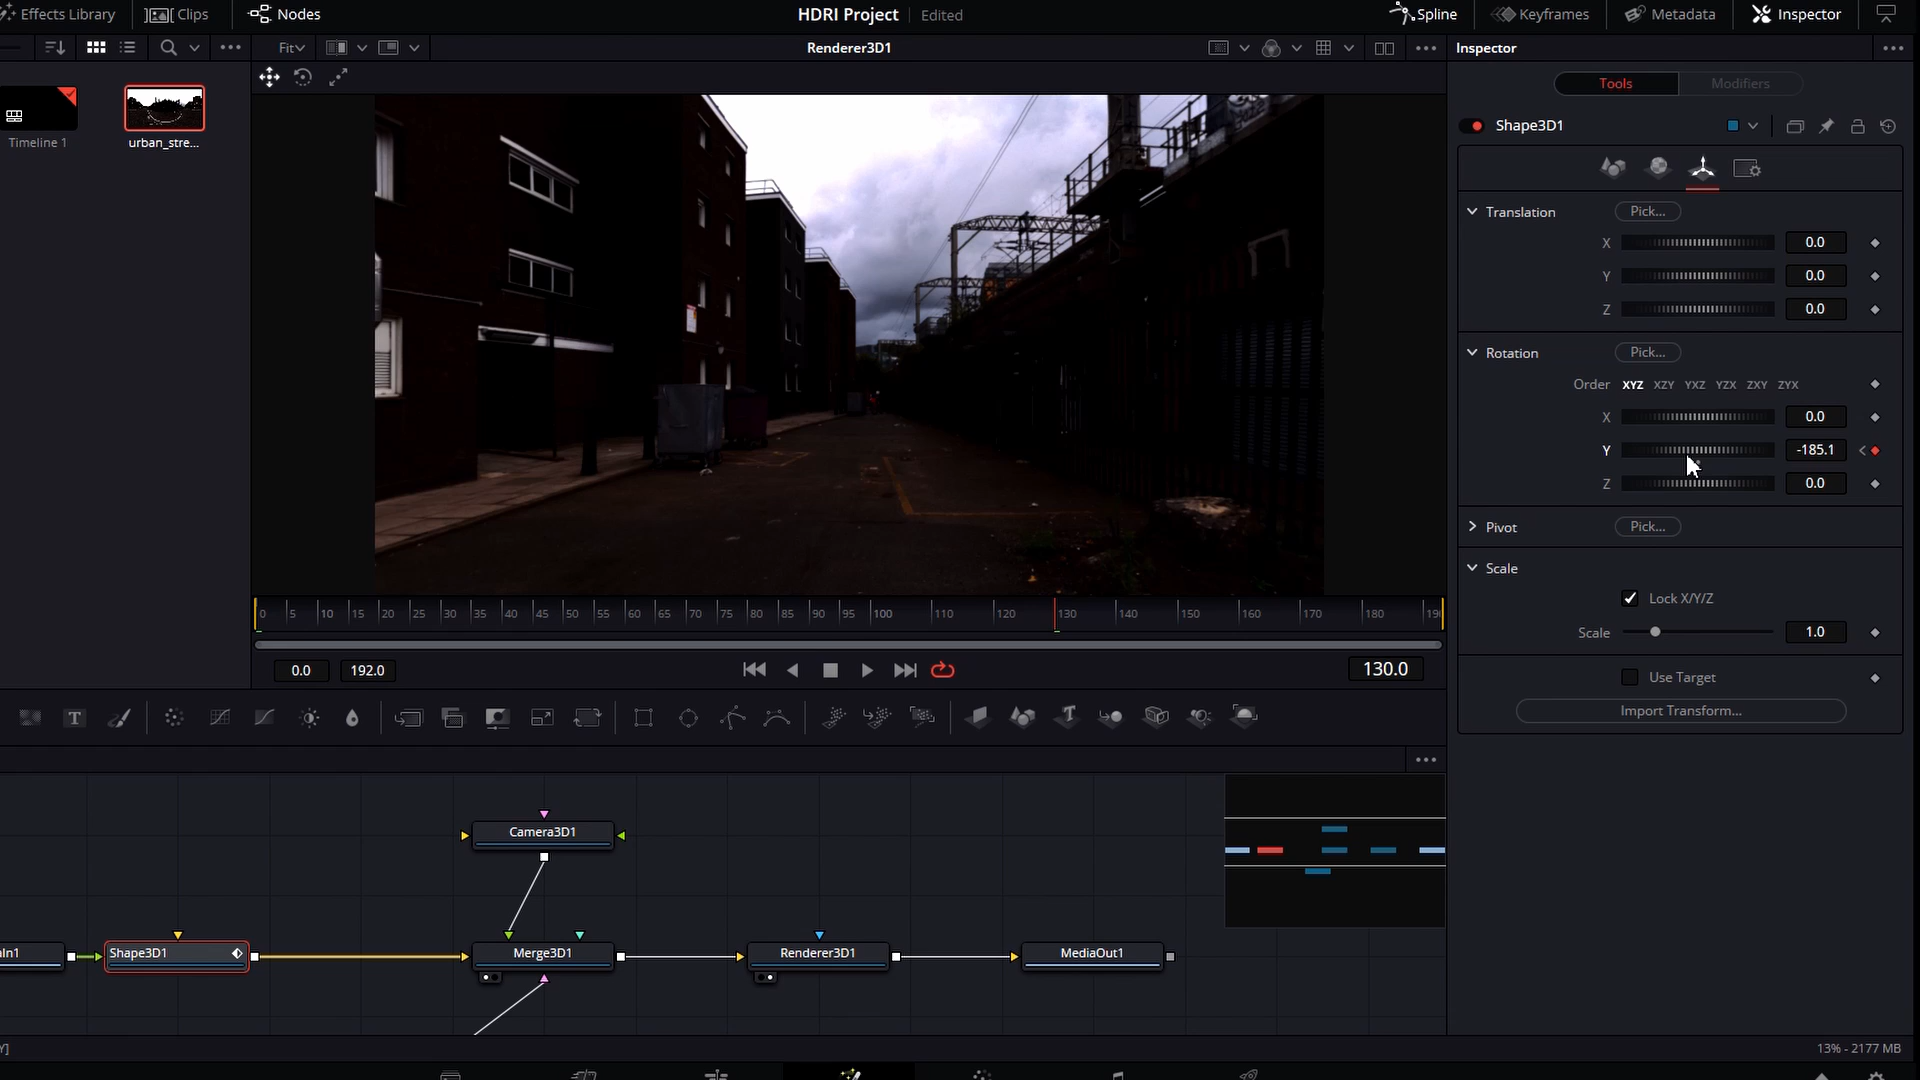 Effects Library
Clips
Nodes
HDRI Project
Edited
Spline
Keyframes
Metadata
Inspector
Fit
Renderer3D1
Inspector
Tools
Modifiers
Timeline 1
urban_stre...
Shape3D1
Translation
Pick...
X
0.0
Y
0.0
Z
0.0
Rotation
Pick...
Order
XYZ
XZY
YXZ
YZX
ZXY
ZYX
X
0.0
Y
-185.1
Z
0.0
Pivot
Pick...
Scale
Lock X/Y/Z
Scale
1.0
Use Target
Import Transform...
0
5
10
15
20
25
30
35
40
45
50
55
60
65
70
75
80
85
90
95
100
110
120
130
140
150
160
170
180
19
0.0
192.0
130.0
T
Camera3D1
aIn1
Shape3D1
Merge3D1
Renderer3D1
MediaOut1
Y]
13% - 2177 MB